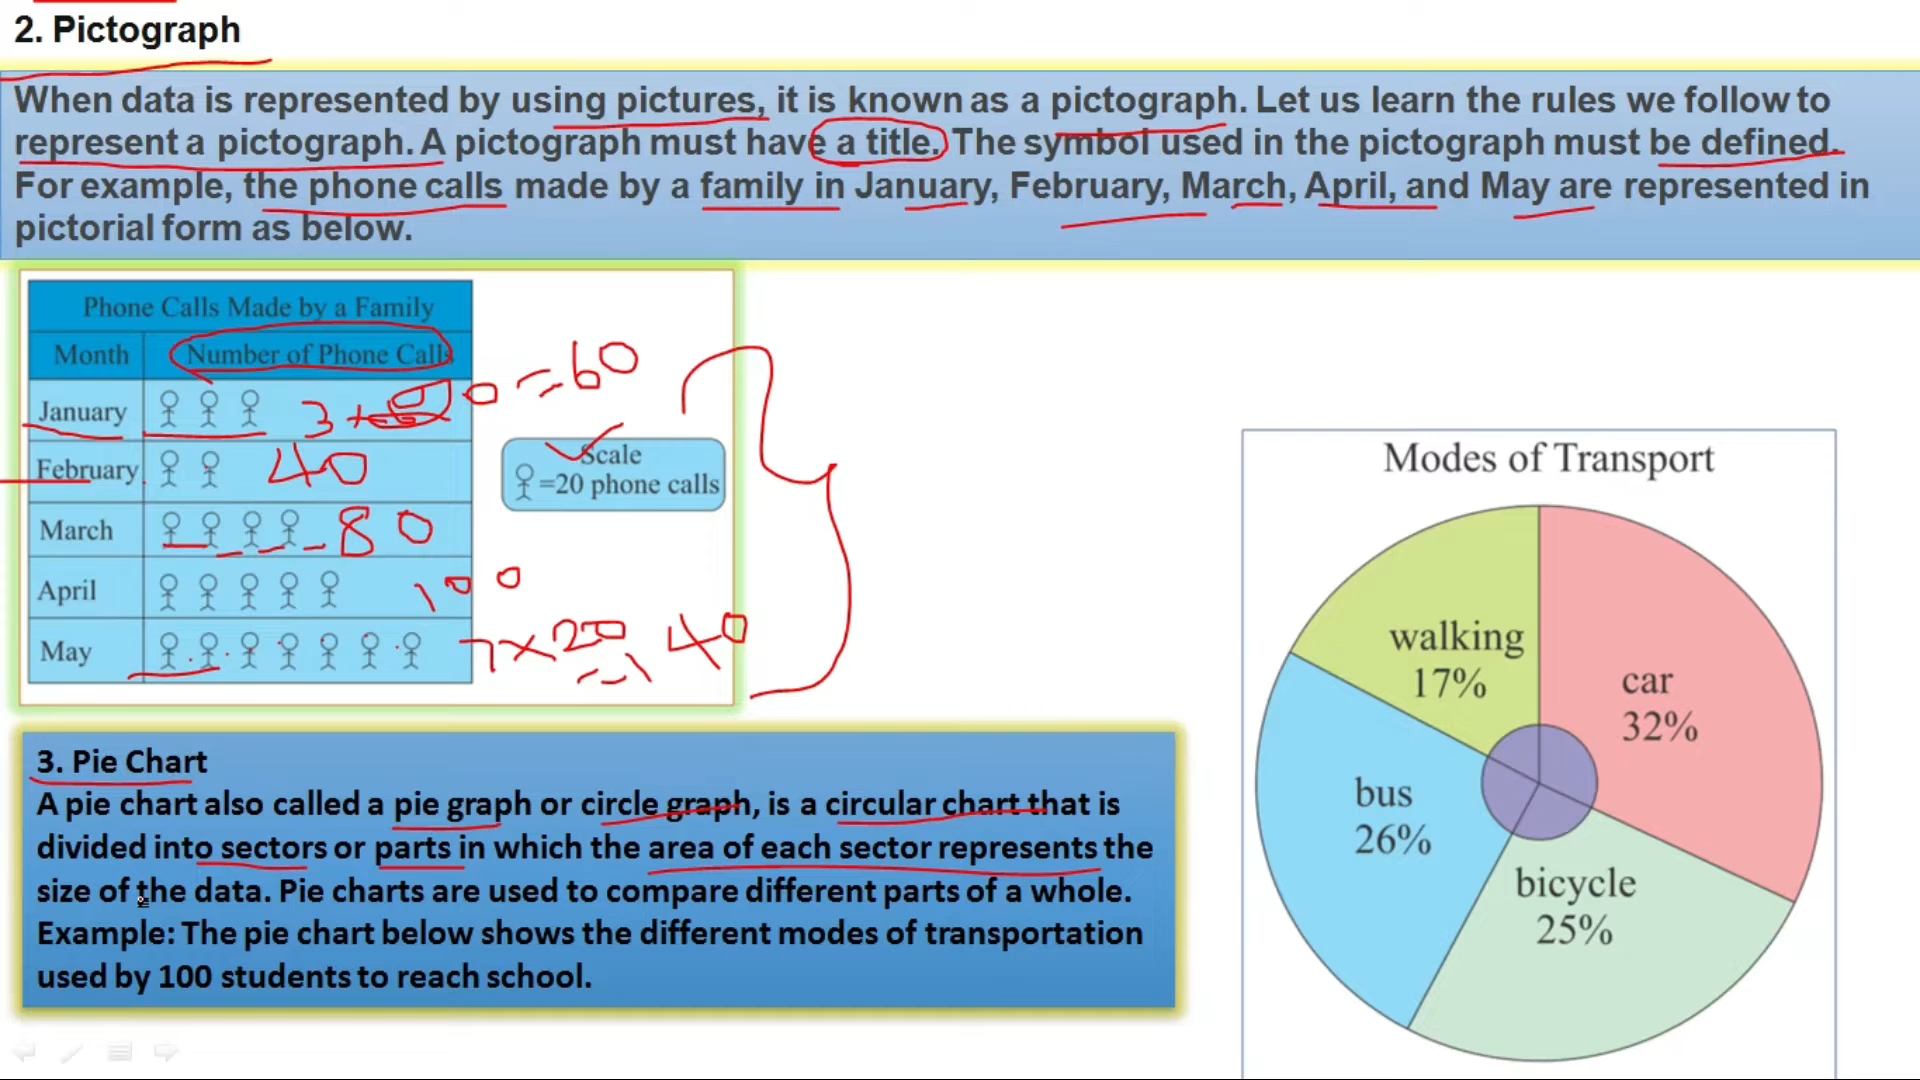 2. Pictograph
When data is represented by using pictures, it is known as a pictograph. Let us learn the rules we follow to
represent a pictograph. A pictograph must have a title. The symbol used in the pictograph must be defined.
For example, the phone calls made by a family in January, February, March, April, and May are represented in
pictorial form as below.
Phone Calls Made by a Family
Month Number of Phone Calls
January 3 0 = 60
February 40
March 80
April 100
May 7 x 20 = 140
Scale
=20 phone calls
3. Pie Chart
A pie chart also called a pie graph or circle graph, is a circular chart that is
divided into sectors or parts in which the area of each sector represents the
size of the data. Pie charts are used to compare different parts of a whole.
Example: The pie chart below shows the different modes of transportation
used by 100 students to reach school.
Modes of Transport
walking
17%
car
32%
bus
26%
bicycle
25%